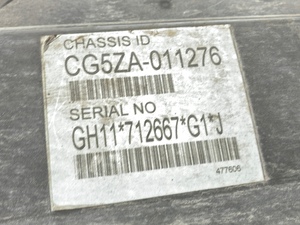 CHASSIS ID
CG5ZA-011276
SERIAL NO
GH11*712667*G1*J
477606